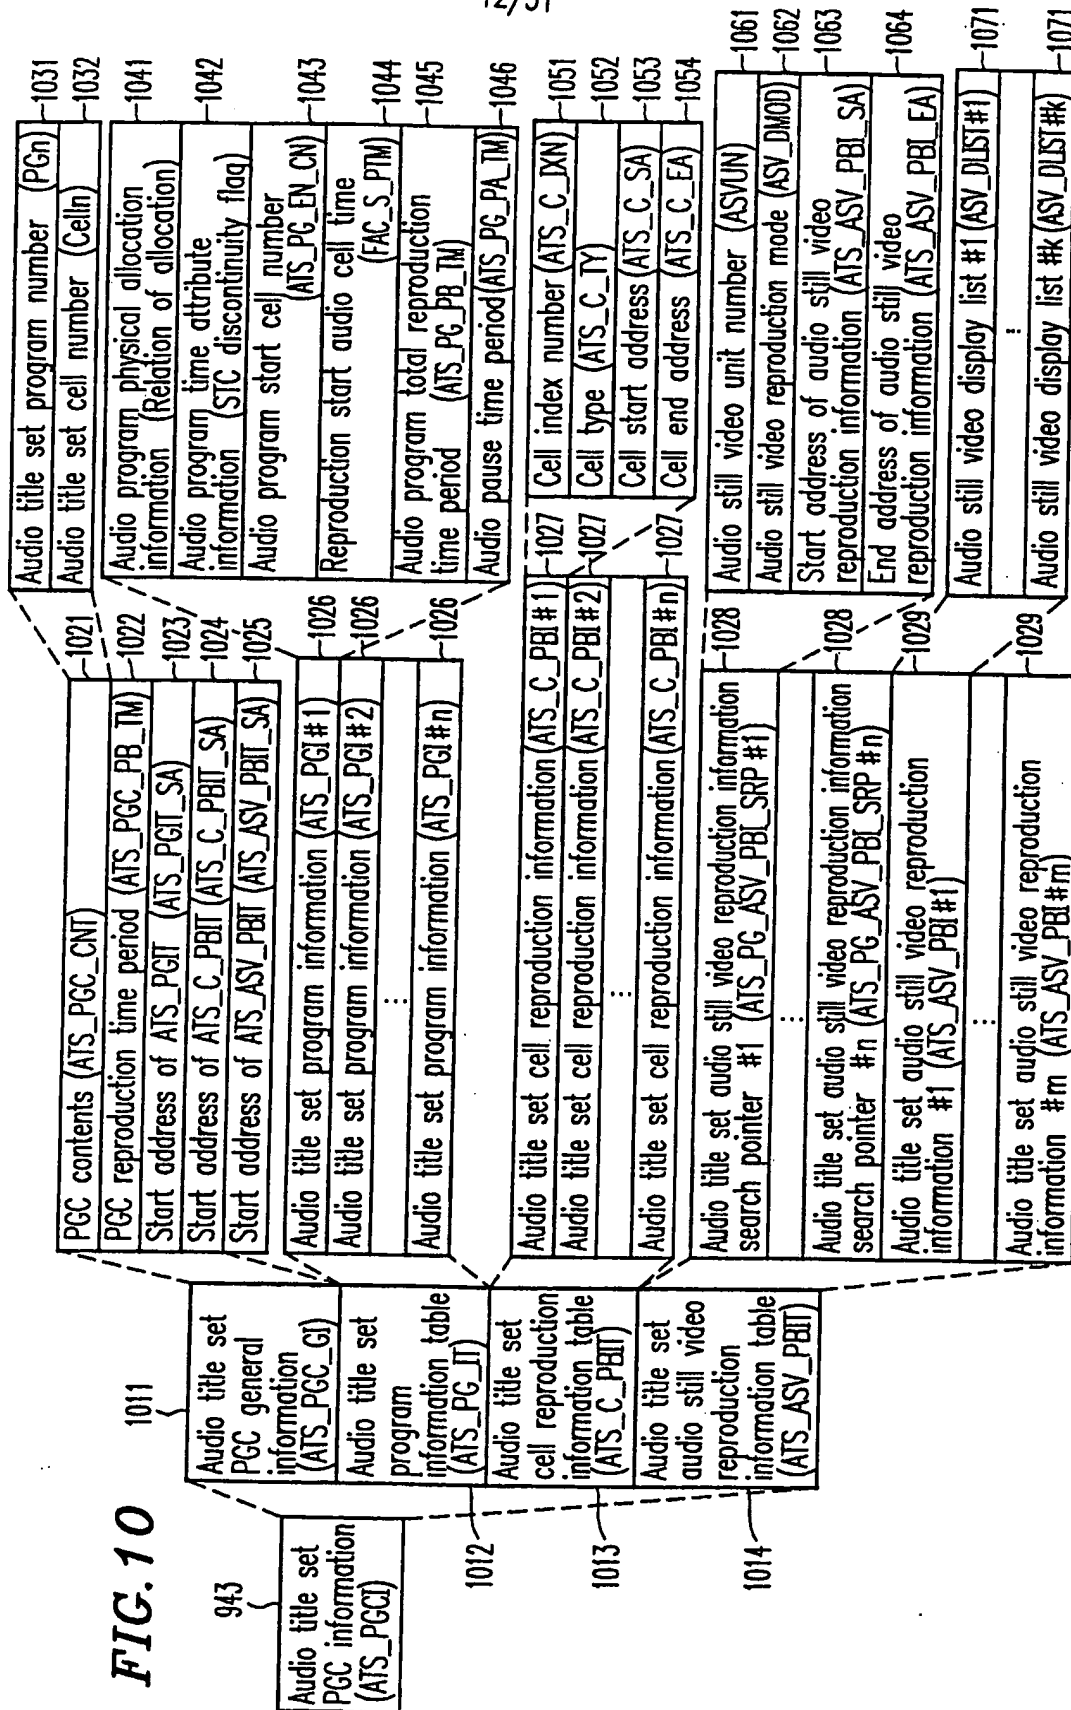 12/51
FIG. 10
943
Audio title set
PGC information
(ATS_PGCI)
1011
Audio title set
PGC general
information
(ATS_PGC_GI)
Audio title set
program
information table
(ATS_PG_IT)
1012
Audio title set
cell reproduction
information table
(ATS_C_PBIT)
1013
Audio title set
audio still video
reproduction
information table
(ATS_ASV_PBIT)
1014
PGC contents (ATS_PGC_CNT)
1021
PGC reproduction time period (ATS_PGC_PB_TM)
1022
Start address of ATS_PGIT (ATS_PGIT_SA)
1023
Start address of ATS_C_PBIT (ATS_C_PBIT_SA)
1024
Start address of ATS_ASV_PBIT (ATS_ASV_PBIT_SA)
1025
Audio title set program information (ATS_PGI#1)
1026
Audio title set program information (ATS_PGI#2)
1026
⋮
Audio title set program information (ATS_PGI#n)
1026
Audio title set cell reproduction information (ATS_C_PBI#1)
1027
Audio title set cell reproduction information (ATS_C_PBI#2)
1027
⋮
Audio title set cell reproduction information (ATS_C_PBI#n)
1027
Audio title set audio still video reproduction information
search pointer #1 (ATS_PG_ASV_PBI_SRP#1)
1028
⋮
Audio title set audio still video reproduction information
search pointer #n (ATS_PG_ASV_PBI_SRP#n)
1028
Audio title set audio still video reproduction
information #1 (ATS_ASV_PBI#1)
1029
⋮
Audio title set audio still video reproduction
information #m (ATS_ASV_PBI#m)
1029
Audio title set program number (PGn)
1031
Audio title set cell number (Celln)
1032
Audio program physical allocation
information (Relation of allocation)
1041
Audio program time attribute
information (STC discontinuity flag)
1042
Audio program start cell number
(ATS_PG_EN_CN)
1043
Reproduction start audio cell time
(FAC_S_PTM)
1044
Audio program total reproduction
time period (ATS_PG_PB_TM)
1045
Audio pause time period (ATS_PG_PA_TM)
1046
Cell index number (ATS_C_IXN)
1051
Cell type (ATS_C_TY)
1052
Cell start address (ATS_C_SA)
1053
Cell end address (ATS_C_EA)
1054
Audio still video unit number (ASVUN)
1061
Audio still video reproduction mode (ASV_DMOD)
1062
Start address of audio still video
reproduction information (ATS_ASV_PBI_SA)
1063
End address of audio still video
reproduction information (ATS_ASV_PBI_EA)
1064
Audio still video display list #1 (ASV_DLIST#1)
1071
⋮
Audio still video display list #k (ASV_DLIST#k)
1071